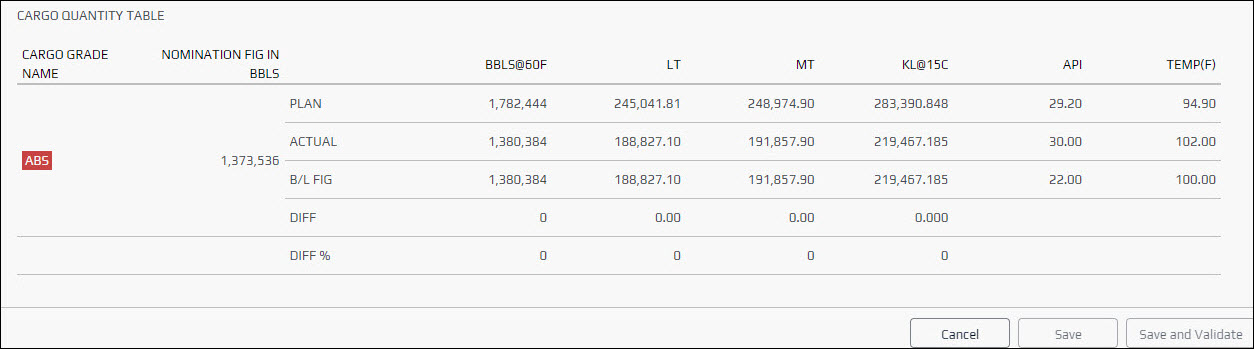 CARGO QUANTITY TABLE
CARGO GRADE NAME NOMINATION FIG IN BBLS BBLS@60F LT MT KL@15C API TEMP(F)
PLAN 1,782,444 245,041.81 248,974.90 283,390.848 29.20 94.90
ACTUAL 1,380,384 188,827.10 191,857.90 219,467.185 30.00 102.00
ABS 1,373,536
B/L FIG 1,380,384 188,827.10 191,857.90 219,467.185 22.00 100.00
DIFF 0 0.00 0.00 0.000
DIFF % 0 0 0 0
Cancel Save Save and Validate